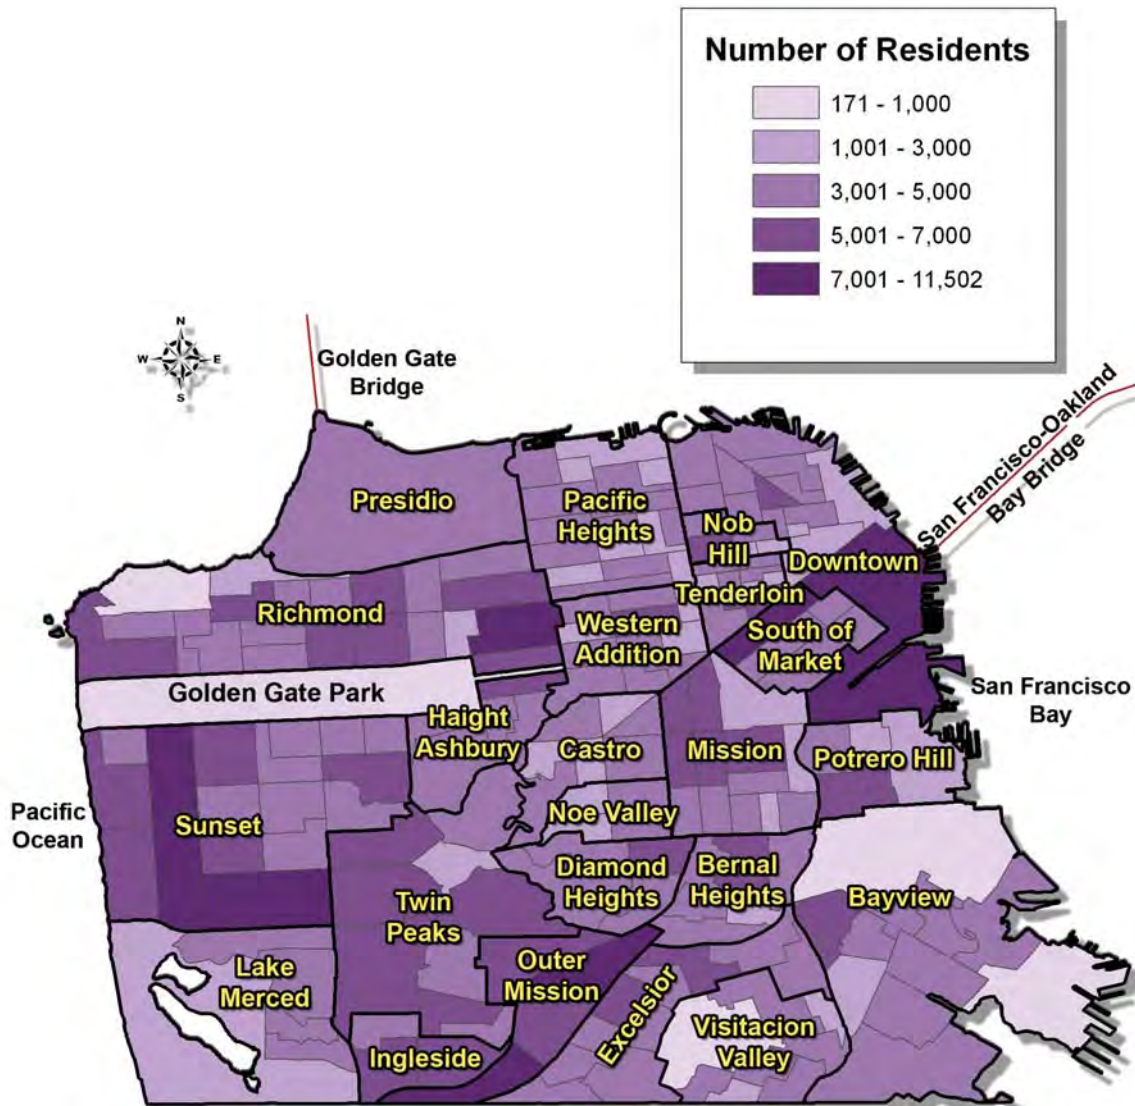 Number of Residents
171 - 1,000
1,001 - 3,000
3,001 - 5,000
5,001 - 7,000
7,001 - 11,502
N
W E
S
Golden Gate
Bridge
San Francisco-Oakland
Bay Bridge
Presidio
Pacific
Heights
Nob
Hill
Downtown
Richmond
Tenderloin
Western
Addition
South of
Market
Golden Gate Park
San Francisco
Bay
Haight
Ashbury
Castro
Mission
Potrero Hill
Pacific
Ocean
Sunset
Noe Valley
Diamond
Heights
Bernal
Heights
Bayview
Twin
Peaks
Lake
Merced
Outer
Mission
Excelsior
Visitacion
Valley
Ingleside